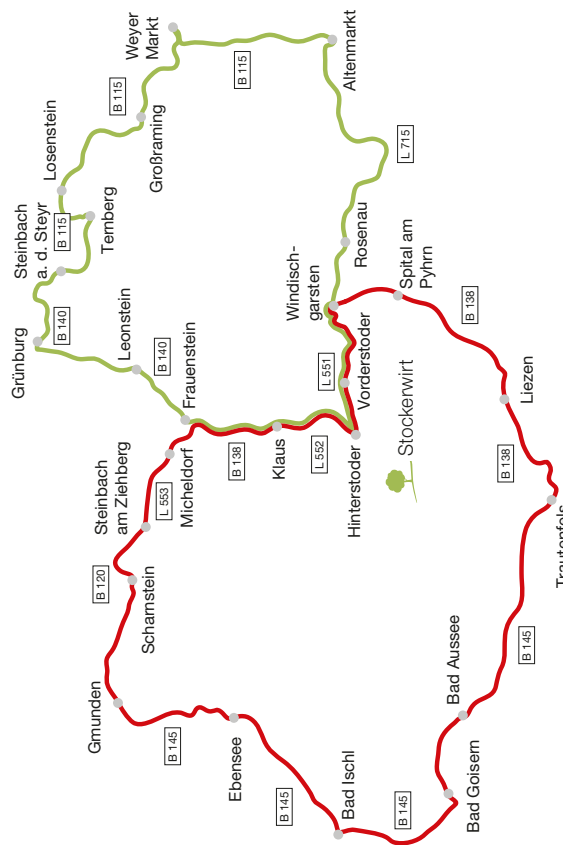 Grünburg
B 140
Steinbach
a. d. Steyr
B 115
Losenstein
Ternberg
B 115
Großraming
Weyer
Markt
B 115
Leonstein
B 140
Frauenstein
Gmunden
B 120
Scharnstein
Steinbach
am Ziehberg
L 553
Micheldorf
B 145
Ebensee
B 138
Klaus
L 552
B 145
Bad Ischl
Hinterstoder
L 551
Vorderstoder
Windisch-
garsten
Rosenau
Altenmarkt
L 715
Stockenwirt
Spital am
Pyhrn
B 138
B 145
Bad Goisern
Bad Aussee
B 145
B 138
Liezen
Trautenfels